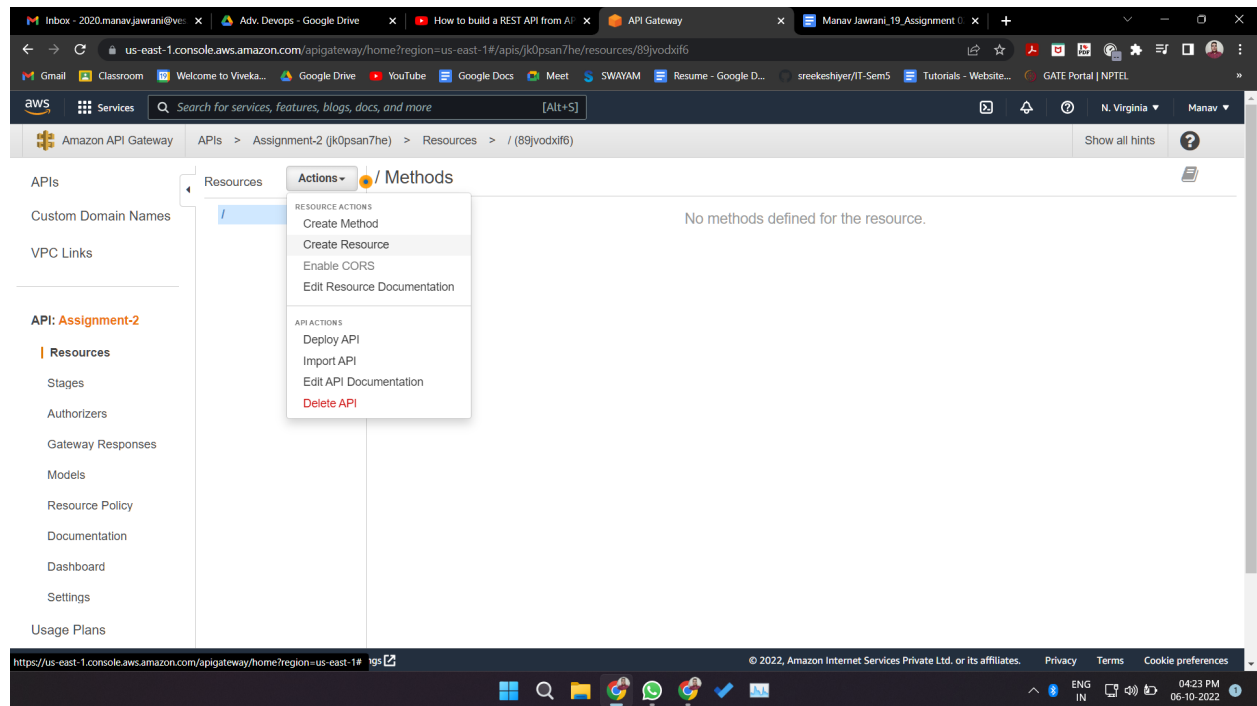 Inbox - 2020.manav.jawrani@ves
Adv. Devops - Google Drive
How to build a REST API from AP
API Gateway
Manav Jawrani_19_Assignment 0
us-east-1.console.aws.amazon.com/apigateway/home?region=us-east-1#/apis/jk0psan7he/resources/89jvodxif6
Gmail
Classroom
Welcome to Viveka...
Google Drive
YouTube
Google Docs
Meet
SWAYAM
Resume - Google D...
sreekeshiyer/IT-Sem5
Tutorials - Website...
GATE Portal | NPTEL
»
aws
Services
Search for services, features, blogs, docs, and more
[Alt+S]
N. Virginia
Manav
Amazon API Gateway
APIs > Assignment-2 (jk0psan7he) > Resources > / (89jvodxif6)
Show all hints
APIs
Custom Domain Names
VPC Links
API: Assignment-2
Resources
Stages
Authorizers
Gateway Responses
Models
Resource Policy
Documentation
Dashboard
Settings
Usage Plans
Resources
Actions
/
RESOURCE ACTIONS
Create Method
Create Resource
Enable CORS
Edit Resource Documentation
API ACTIONS
Deploy API
Import API
Edit API Documentation
Delete API
/ Methods
No methods defined for the resource.
https://us-east-1.console.aws.amazon.com/apigateway/home?region=us-east-1#
ngs
© 2022, Amazon Internet Services Private Ltd. or its affiliates.
Privacy
Terms
Cookie preferences
ENG
IN
04:23 PM
06-10-2022
1